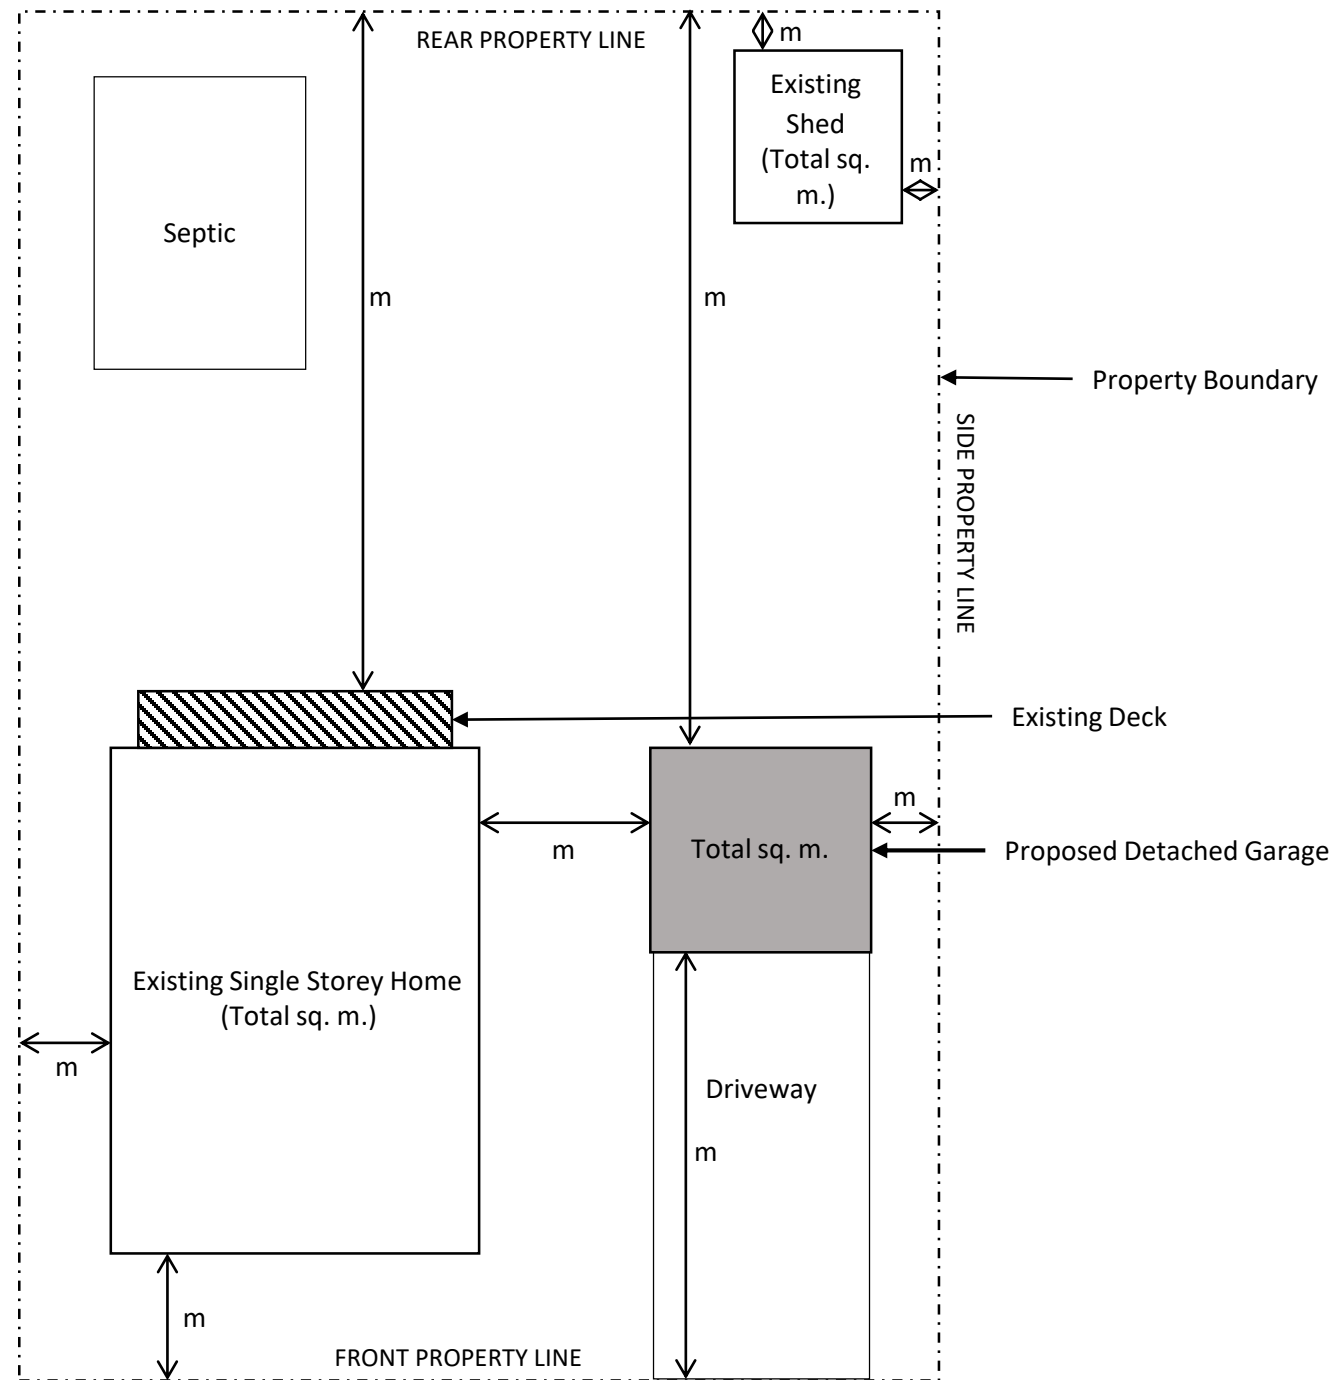 REAR PROPERTY LINE
m
Existing
Shed
(Total sq.
m.)
m
Septic
m
m
Property Boundary
SIDE PROPERTY LINE
Existing Deck
m
m
Total sq. m.
Proposed Detached Garage
Existing Single Storey Home
(Total sq. m.)
m
Driveway
m
m
FRONT PROPERTY LINE